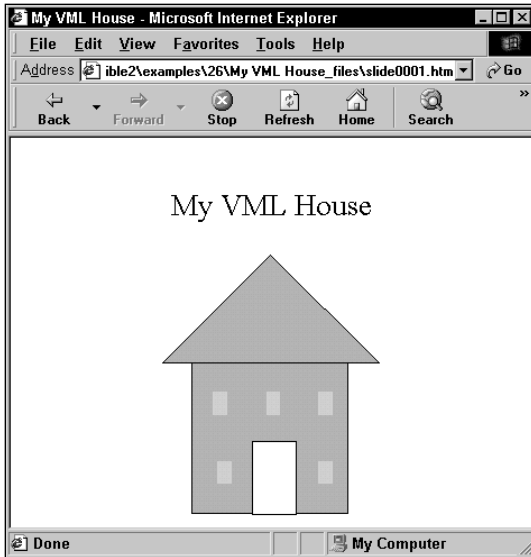 My VML House - Microsoft Internet Explorer
File Edit View Favorites Tools Help
Address ible2\examples\26\My VML House_files\slide0001.htm Go
Back Forward Stop Refresh Home Search »
My VML House
Done My Computer